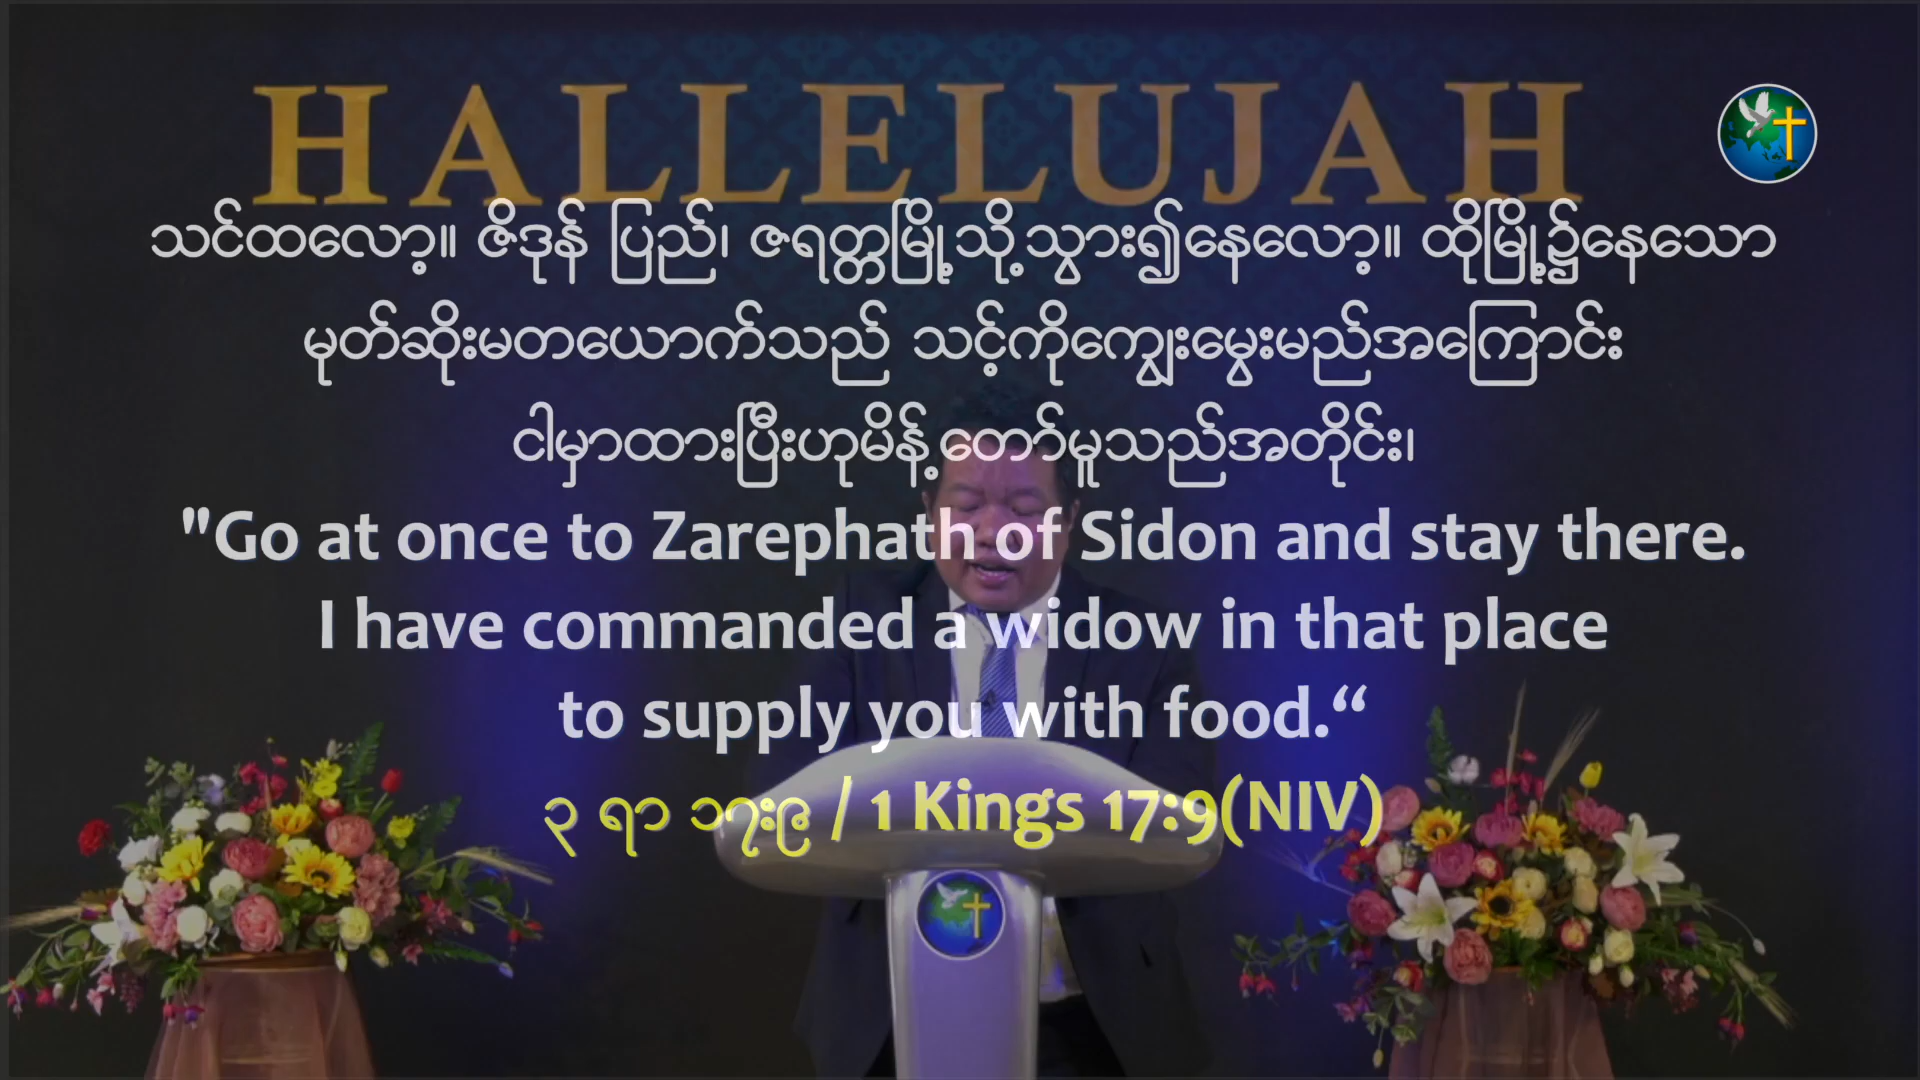 HALLELUJAH
သင်ထလော့။ ဇိဒုန် ပြည်၊ ဇရတ္တမြို့သို့သွား၍နေလော့။ ထိုမြို့၌နေသော
မုတ်ဆိုးမတယောက်သည် သင့်ကိုကျွေးမွေးမည်အကြောင်း
ငါမှာထားပြီးဟုမိန့်တော်မူသည်အတိုင်း၊
"Go at once to Zarephath of Sidon and stay there.
I have commanded a widow in that place
to supply you with food.“
၃ ရာ ၁၇း၉ / 1 Kings 17:9(NIV)